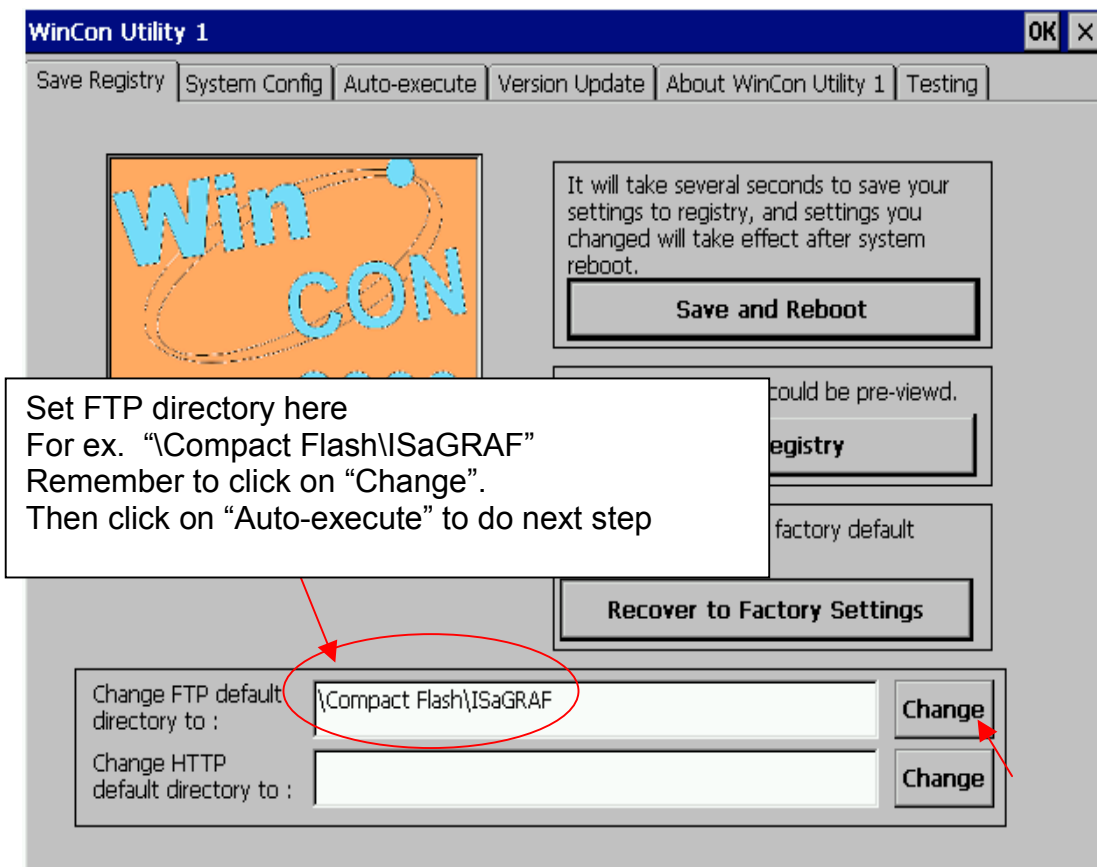 WinCon Utility 1
OK ×
Save Registry System Config Auto-execute Version Update About WinCon Utility 1 Testing
Win
CON
It will take several seconds to save your
settings to registry, and settings you
changed will take effect after system
reboot.
Save and Reboot
could be pre-viewd.
egistry
Set FTP directory here
For ex. “\Compact Flash\ISaGRAF”
Remember to click on “Change”.
Then click on “Auto-execute” to do next step
factory default
Recover to Factory Settings
Change FTP default
directory to :
\Compact Flash\ISaGRAF
Change
Change HTTP
default directory to :
Change